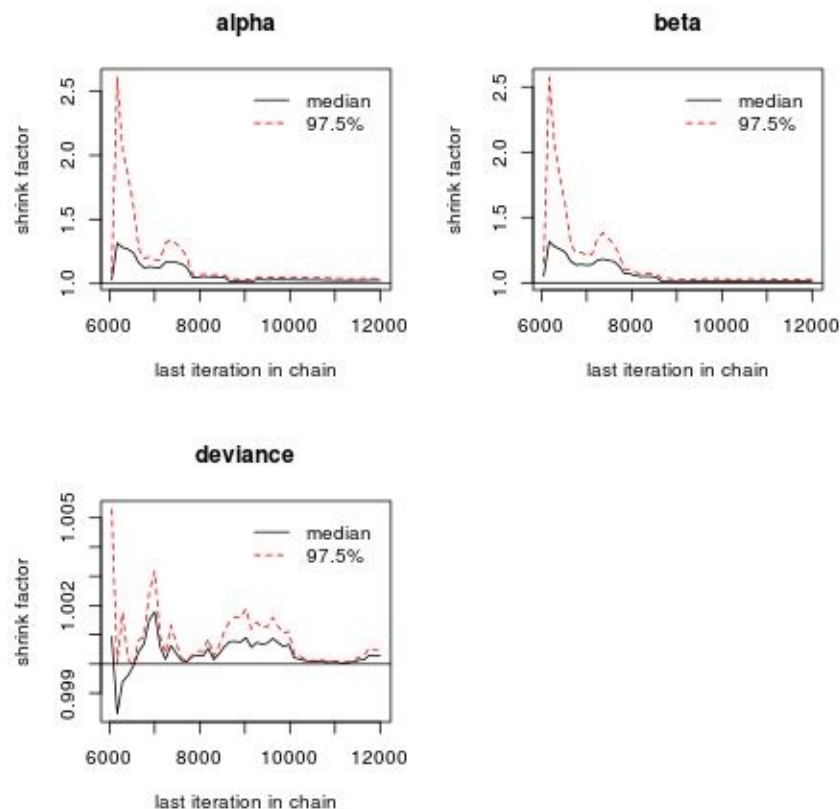 alpha
shrink factor
1.0 1.5 2.0 2.5
median
97.5%
6000 8000 10000 12000
last iteration in chain
beta
shrink factor
1.0 1.5 2.0 2.5
median
97.5%
6000 8000 10000 12000
last iteration in chain
deviance
shrink factor
0.999 1.002 1.005
median
97.5%
6000 8000 10000 12000
last iteration in chain